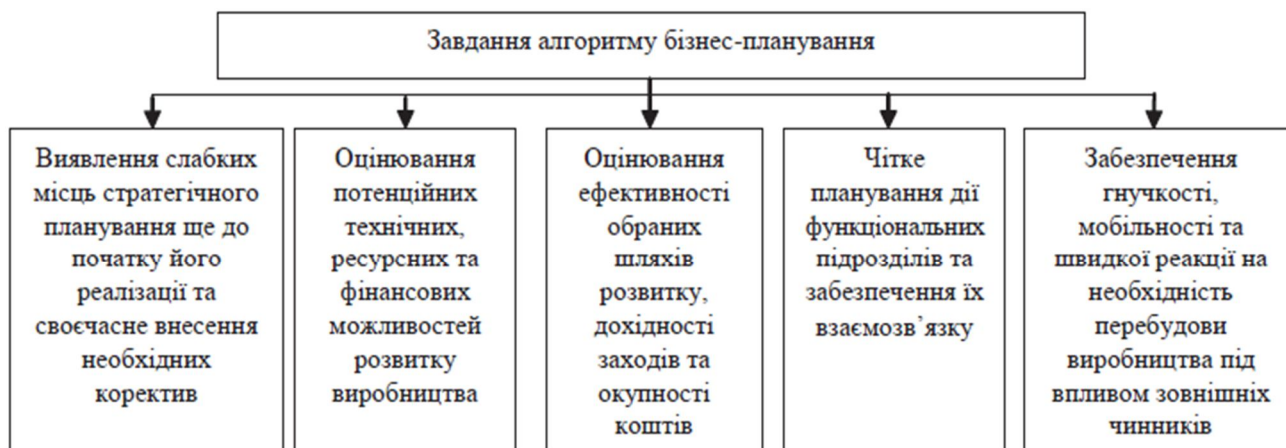 Завдання алгоритму бізнес-планування
Виявлення слабких
місць стратегічного
планування ще до
початку його
реалізації та
своєчасне внесення
необхідних
коректив
Оцінювання
потенційних
технічних,
ресурсних та
фінансових
можливостей
розвитку
виробництва
Оцінювання
ефективності
обраних
шляхів
розвитку,
дохідності
заходів та
окупності
коштів
Чітке
планування дії
функціональних
підрозділів та
забезпечення їх
взаємозв’язку
Забезпечення
гнучкості,
мобільності та
швидкої реакції на
необхідність
перебудови
виробництва під
впливом зовнішніх
чинників